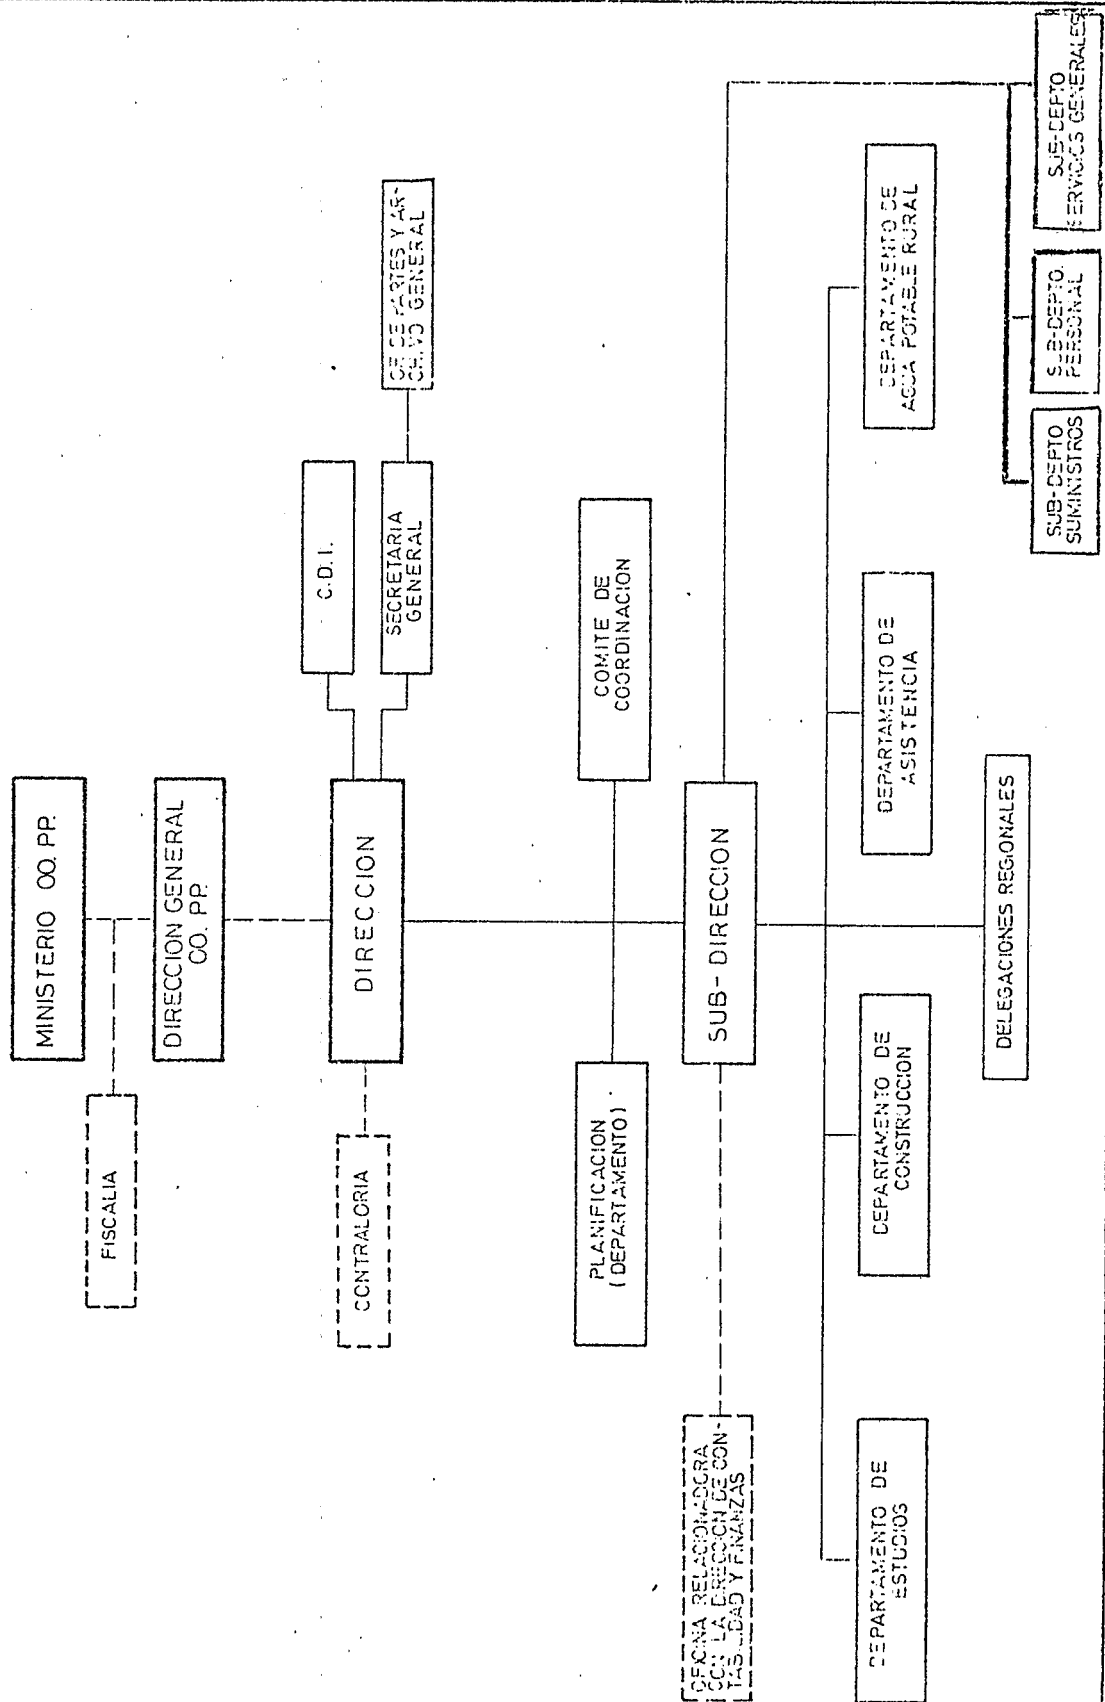 MINISTERIO OO. PP.
FISCALIA
DIRECCION GENERAL
OO. PP.
C.D.I.
DIRECCION
CONTRALORIA
SECRETARIA
GENERAL
OF. DE PARTES Y AR-
CHIVO GENERAL
COMITE DE
COORDINACION
PLANIFICACION
(DEPARTAMENTO)
SUB-DIRECCION
OFICINA RELACIONADORA
CON LA DIRECCION DE CON-
TABILIDAD Y FINANZAS
DEPARTAMENTO DE
ESTUDIOS
DEPARTAMENTO DE
CONSTRUCCION
DEPARTAMENTO DE
ASISTENCIA
DEPARTAMENTO DE
AGUA POTABLE RURAL
DELEGACIONES REGIONALES
SUB-DEPTO
SUMINISTROS
SUB-DEPTO.
PERSONAL
SUB-DEPTO
SERVICIOS GENERALES